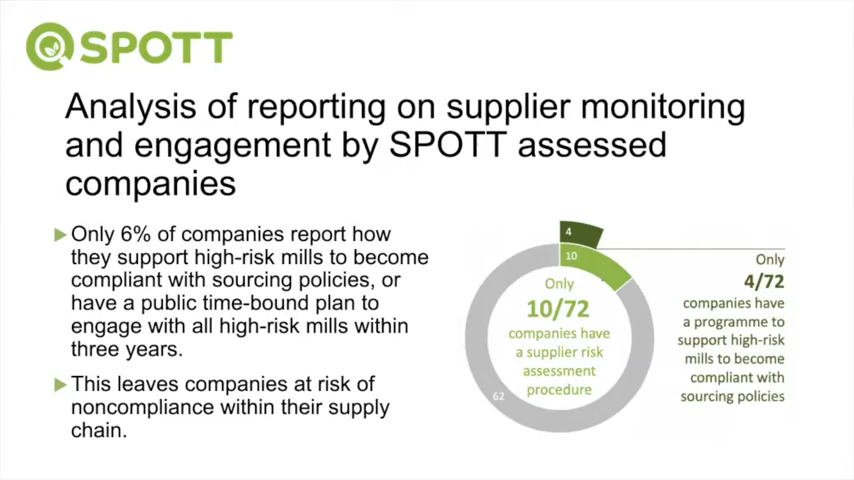 SPOTT
Analysis of reporting on supplier monitoring
and engagement by SPOTT assessed
companies
Only 6% of companies report how
they support high-risk mills to become
compliant with sourcing policies, or
have a public time-bound plan to
engage with all high-risk mills within
three years.
This leaves companies at risk of
noncompliance within their supply
chain.
4
10
Only
10/72
companies have
a supplier risk
assessment
procedure
62
Only
4/72
companies have
a programme to
support high-risk
mills to become
compliant with
sourcing policies